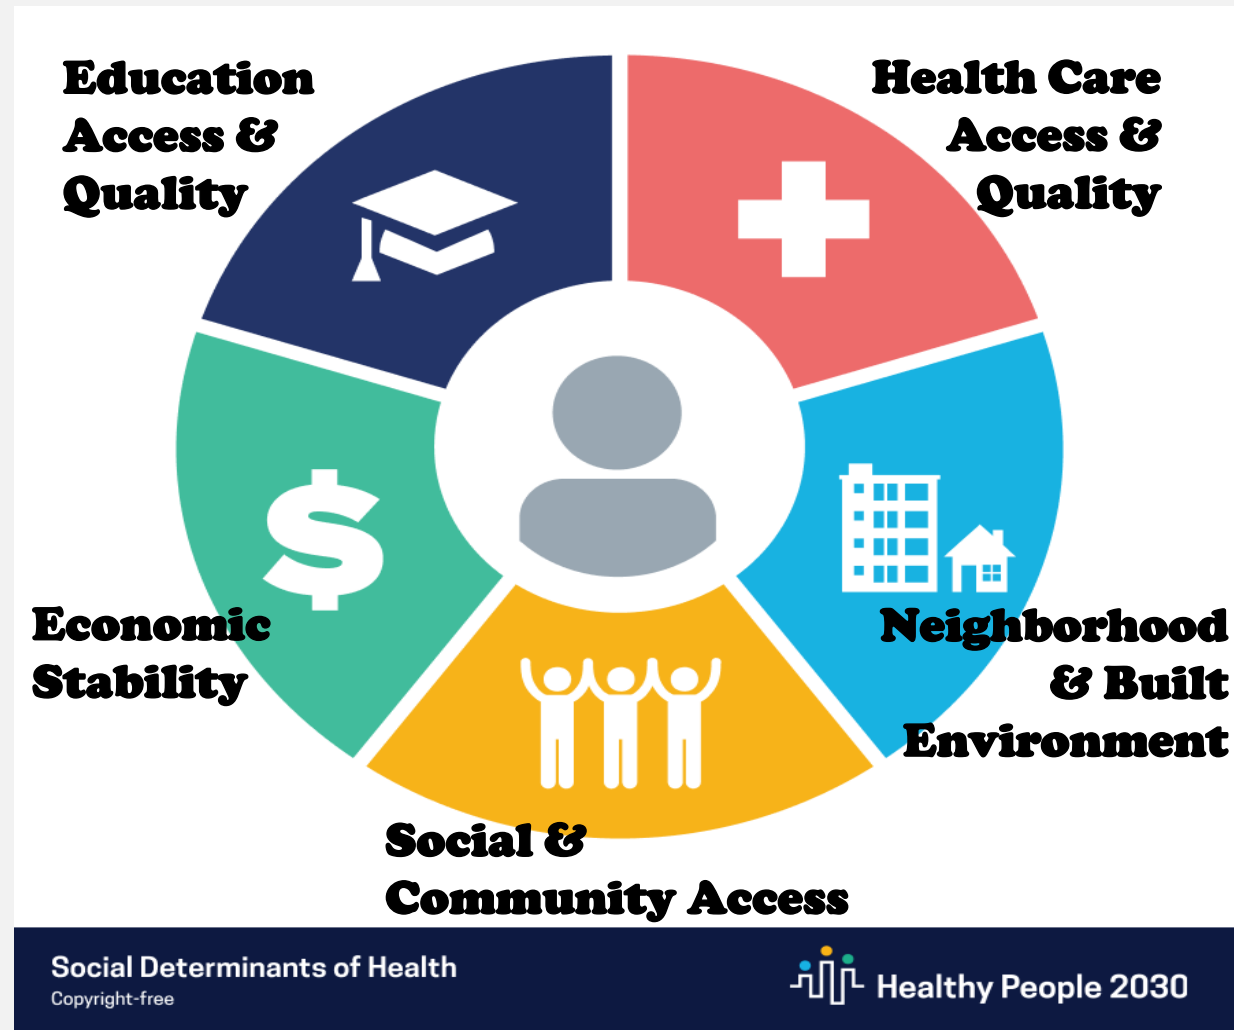 Education
Access &
Quality
Health Care
Access &
Quality
$
Economic
Stability
Neighborhood
& Built
Environment
Social &
Community Access
Social Determinants of Health
Copyright-free
Healthy People 2030